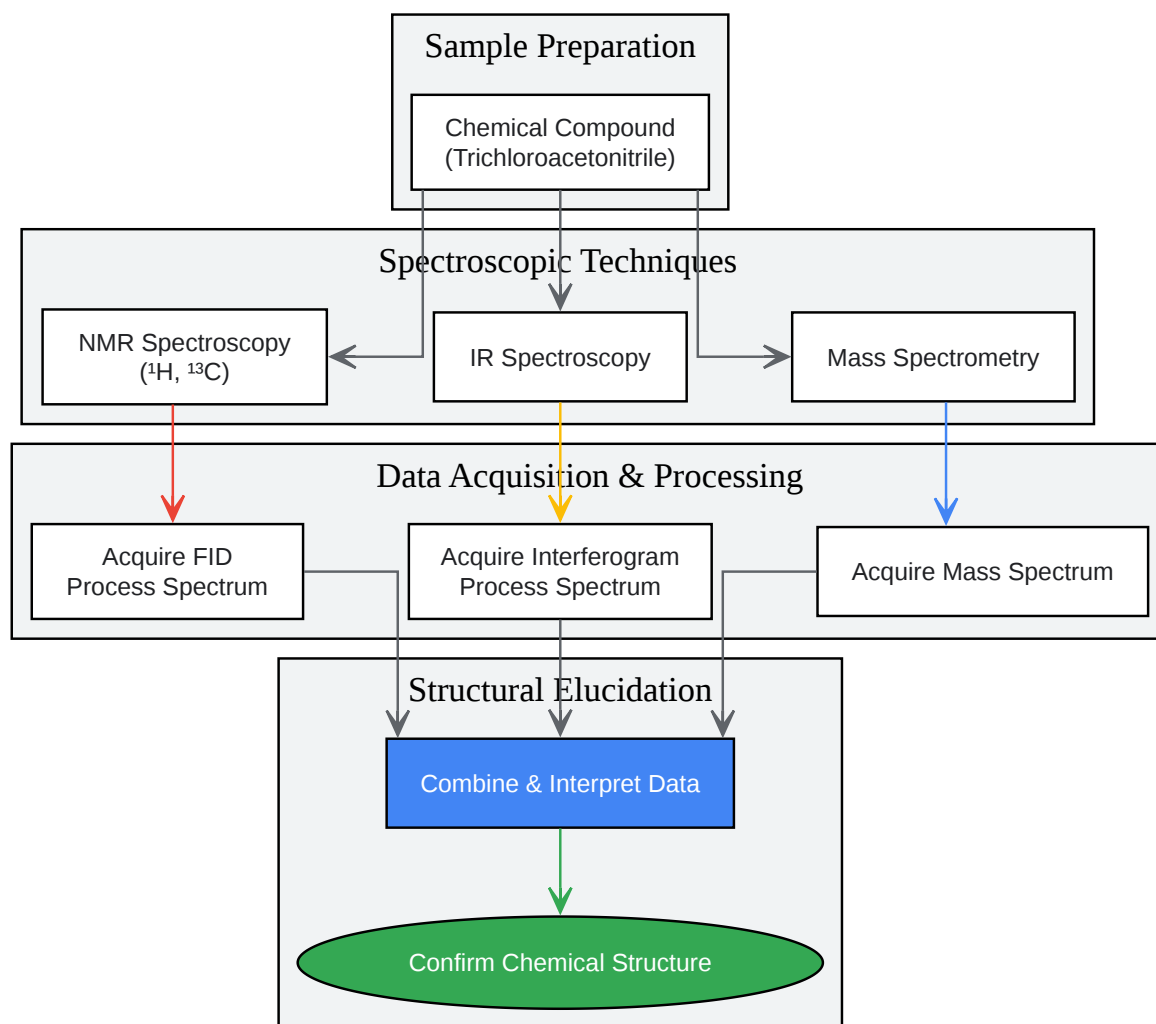 Sample Preparation
Chemical Compound
(Trichloroacetonitrile)
Spectroscopic Techniques
NMR Spectroscopy
(¹H, ¹³C)
IR Spectroscopy
Mass Spectrometry
Data Acquisition & Processing
Acquire FID
Process Spectrum
Acquire Interferogram
Process Spectrum
Acquire Mass Spectrum
Structural Elucidation
Combine & Interpret Data
Confirm Chemical Structure